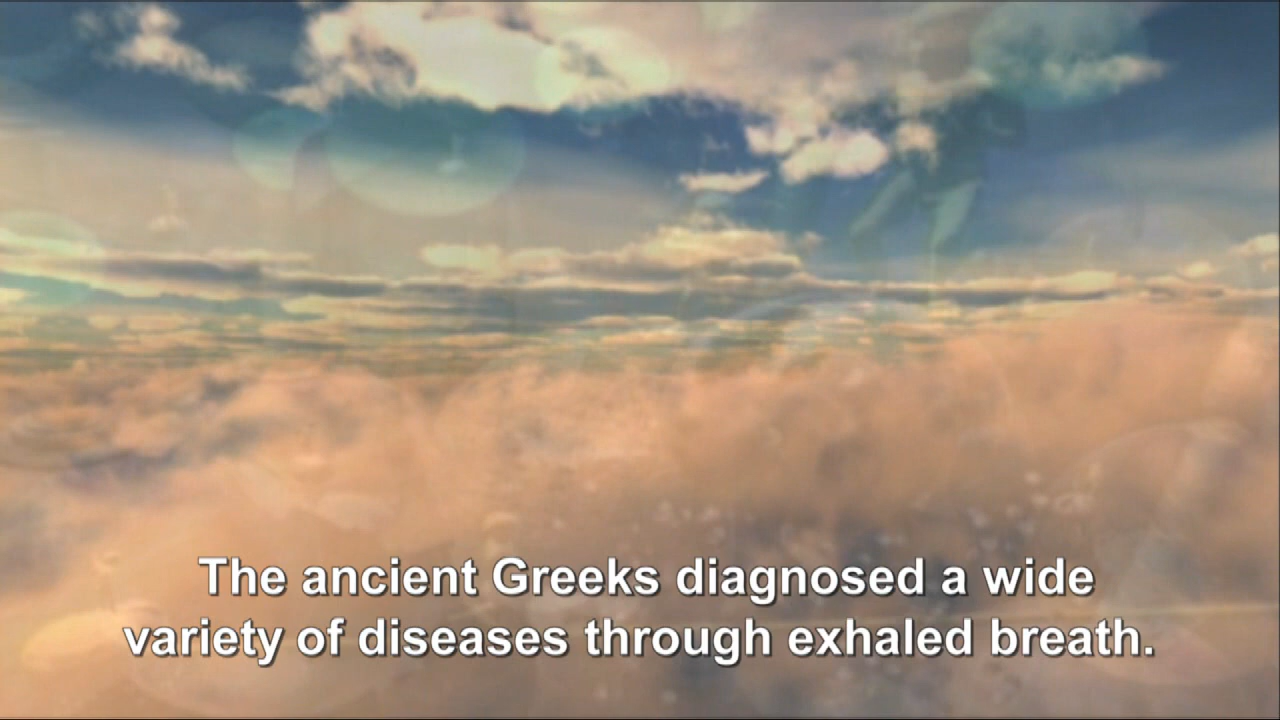 The ancient Greeks diagnosed a wide
variety of diseases through exhaled breath.